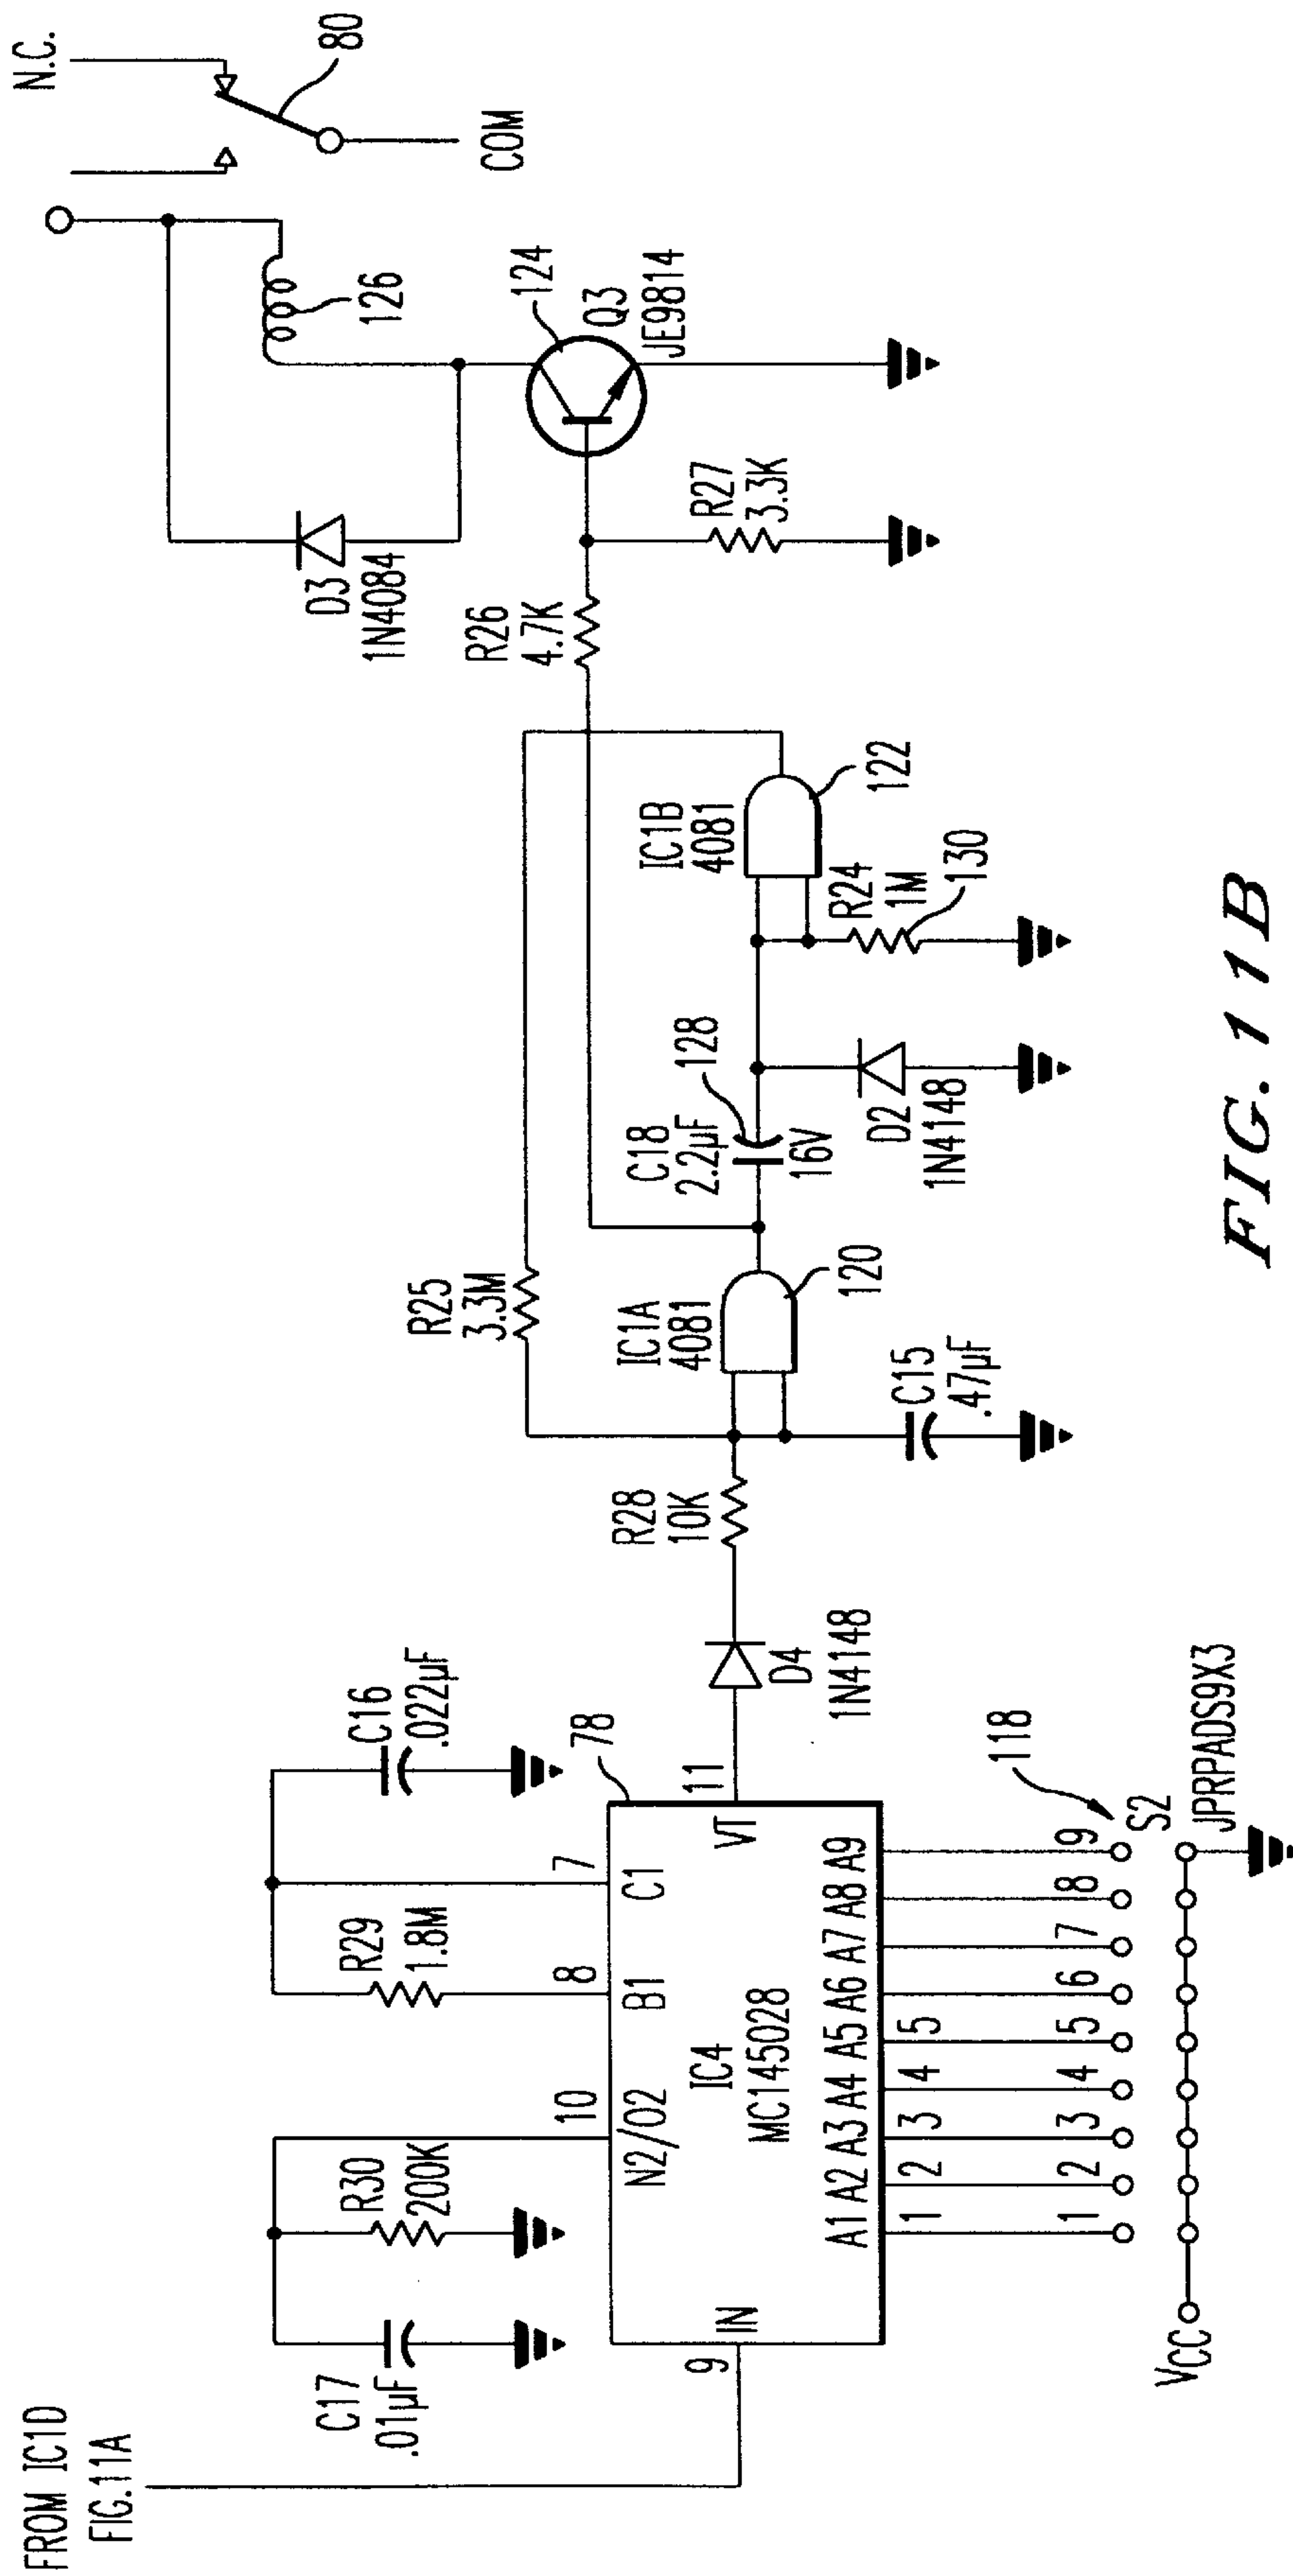 FROM IC1D
FIG.11A
C17
.01µF
R30
200K
R29
1.8M
C16
.022µF
9
10
8
7
78
IN
N2/O2
B1
C1
VT
11
IC4
MC145028
A1 A2 A3 A4 A5 A6 A7 A8 A9
1 2 3 4 5
1 2 3 4 5 6 7 8 9
S2
118
VCC
JPRPADS9X3
D4
1N4148
R28
10K
R25
3.3M
IC1A
4081
120
C15
.47µF
C18
2.2µF
128
16V
D2
1N4148
IC1B
4081
122
R24
1M
130
R26
4.7K
R27
3.3K
D3
1N4084
126
124
Q3
JE9814
N.C.
80
COM
FIG. 11B